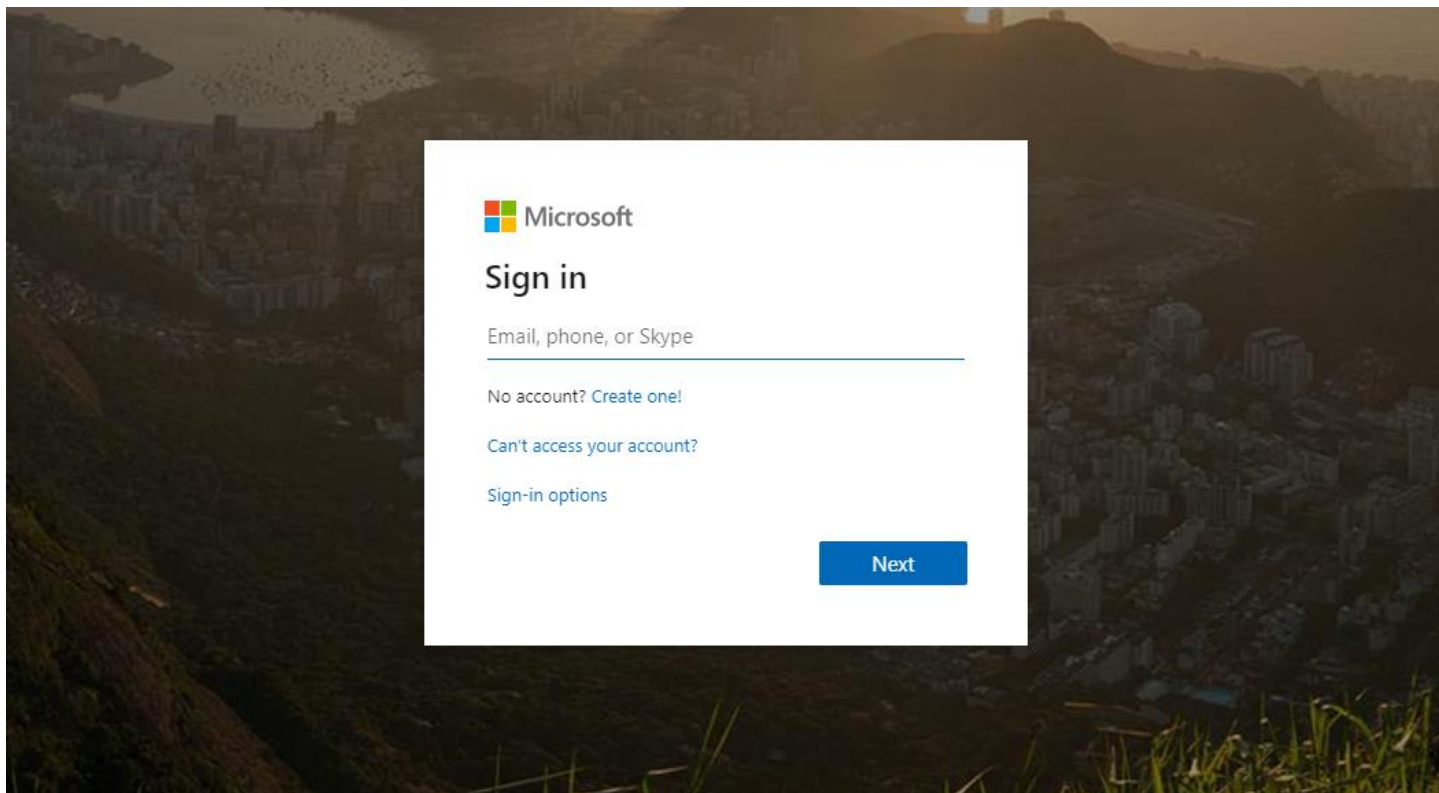 Microsoft
Sign in
Email, phone, or Skype
No account? Create one!
Can't access your account?
Sign-in options
Next